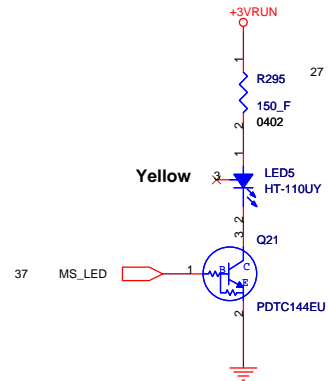 +3VRUN
1
27
R295
150_F
0402
2
1
Yellow
3
LED5
HT-110UY
2
3
Q21
37
MS_LED
1
B
C
E
2
PDTC144EU